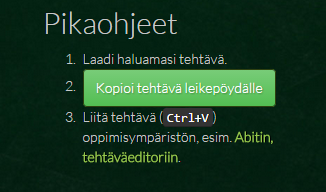 Pikaohjeet
1. Laadi haluamasi tehtävä.
2. Kopioi tehtävä leikepöydälle
3. Liitä tehtävä (Ctrl+V)
oppimisympäristön, esim. Abitin,
tehtäväeditoriin.